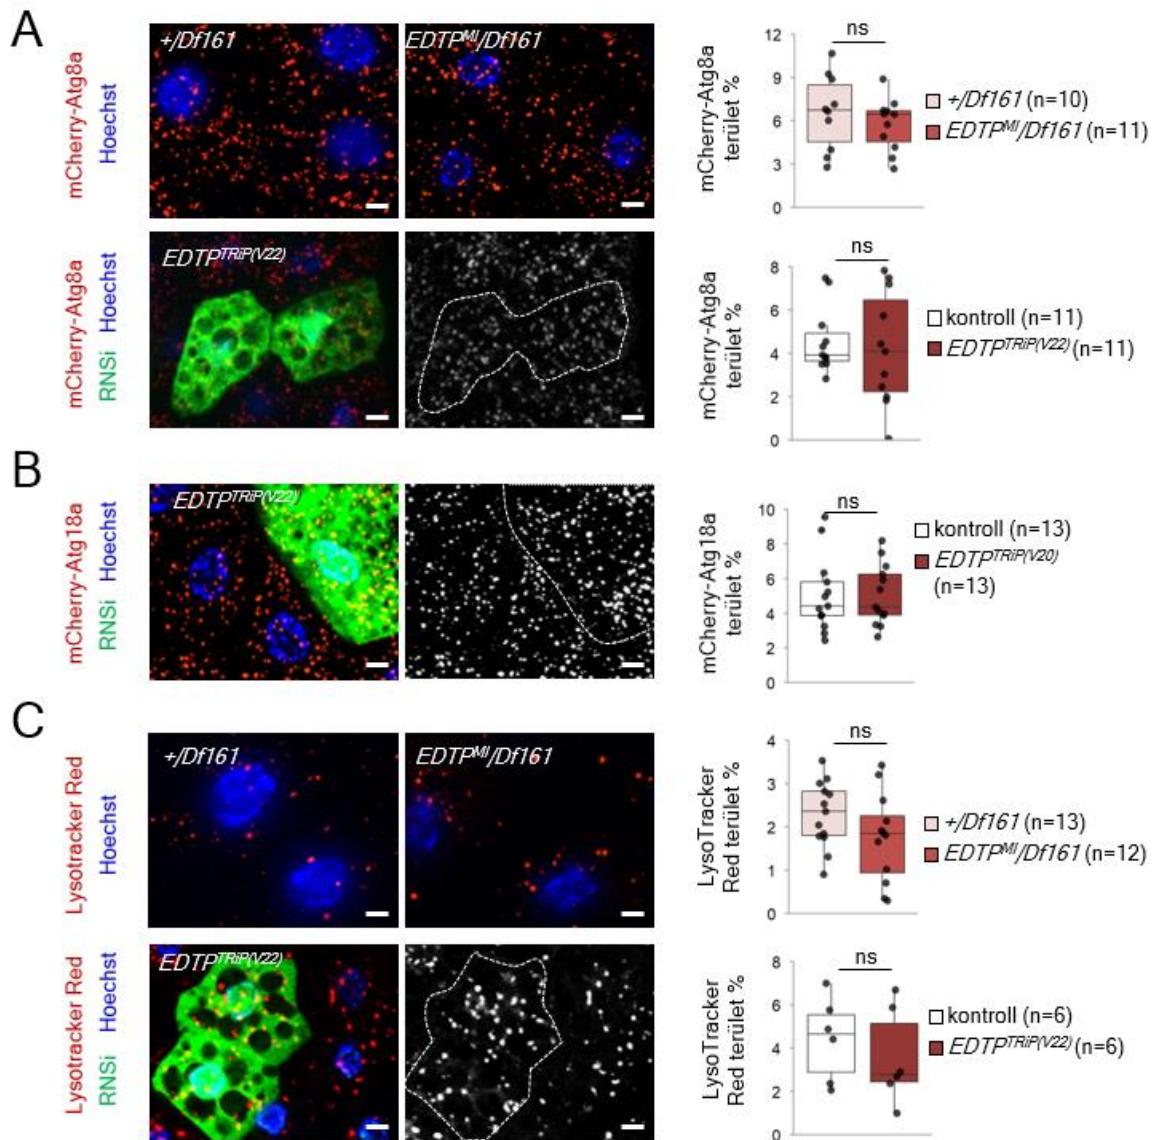 A
mCherry-Atg8a
Hoechst
+/Df161
EDTP^MI/Df161
mCherry-Atg8a
terület %
12
9
6
3
0
ns
+/Df161 (n=10)
EDTP^MI/Df161 (n=11)
mCherry-Atg8a
RNSi Hoechst
EDTP^TRiP(V22)
mCherry-Atg8a
terület %
8
6
4
2
0
ns
kontroll (n=11)
EDTP^TRiP(V22) (n=11)
B
mCherry-Atg18a
RNSi Hoechst
EDTP^TRiP(V22)
mCherry-Atg18a
terület %
10
8
6
4
2
0
ns
kontroll (n=13)
EDTP^TRiP(V20)
(n=13)
C
Lysotracker Red
Hoechst
+/Df161
EDTP^MI/Df161
LysoTracker
Red terület %
4
3
2
1
0
ns
+/Df161 (n=13)
EDTP^MI/Df161 (n=12)
Lysotracker Red
RNSi Hoechst
EDTP^TRiP(V22)
LysoTracker
Red terület %
8
6
4
2
0
ns
kontroll (n=6)
EDTP^TRiP(V22) (n=6)